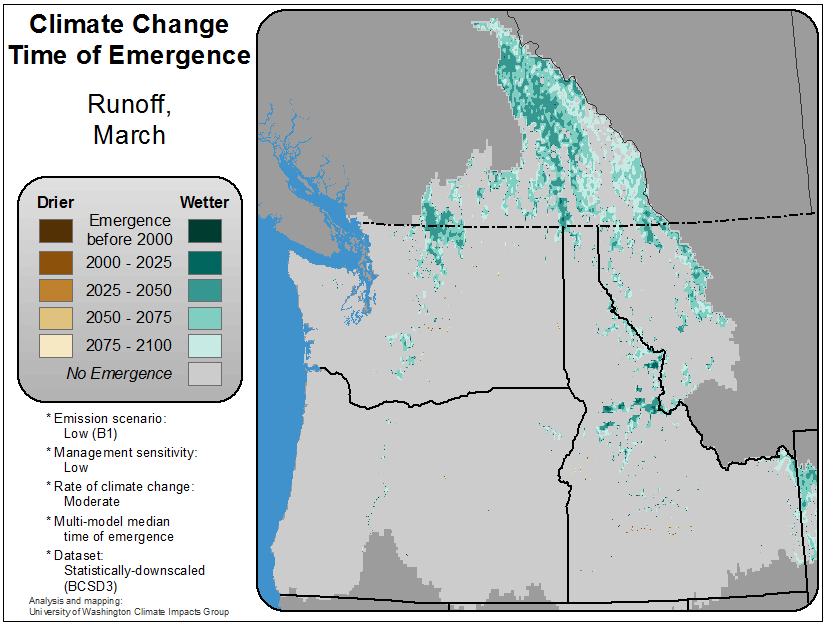 Climate Change
Time of Emergence
Runoff,
March
Drier
Wetter
Emergence
before 2000
2000 - 2025
2025 - 2050
2050 - 2075
2075 - 2100
No Emergence
* Emission scenario:
Low (B1)
* Management sensitivity:
Low
* Rate of climate change:
Moderate
* Multi-model median
time of emergence
* Dataset:
Statistically-downscaled
(BCSD3)
Analysis and mapping:
University of Washington Climate Impacts Group